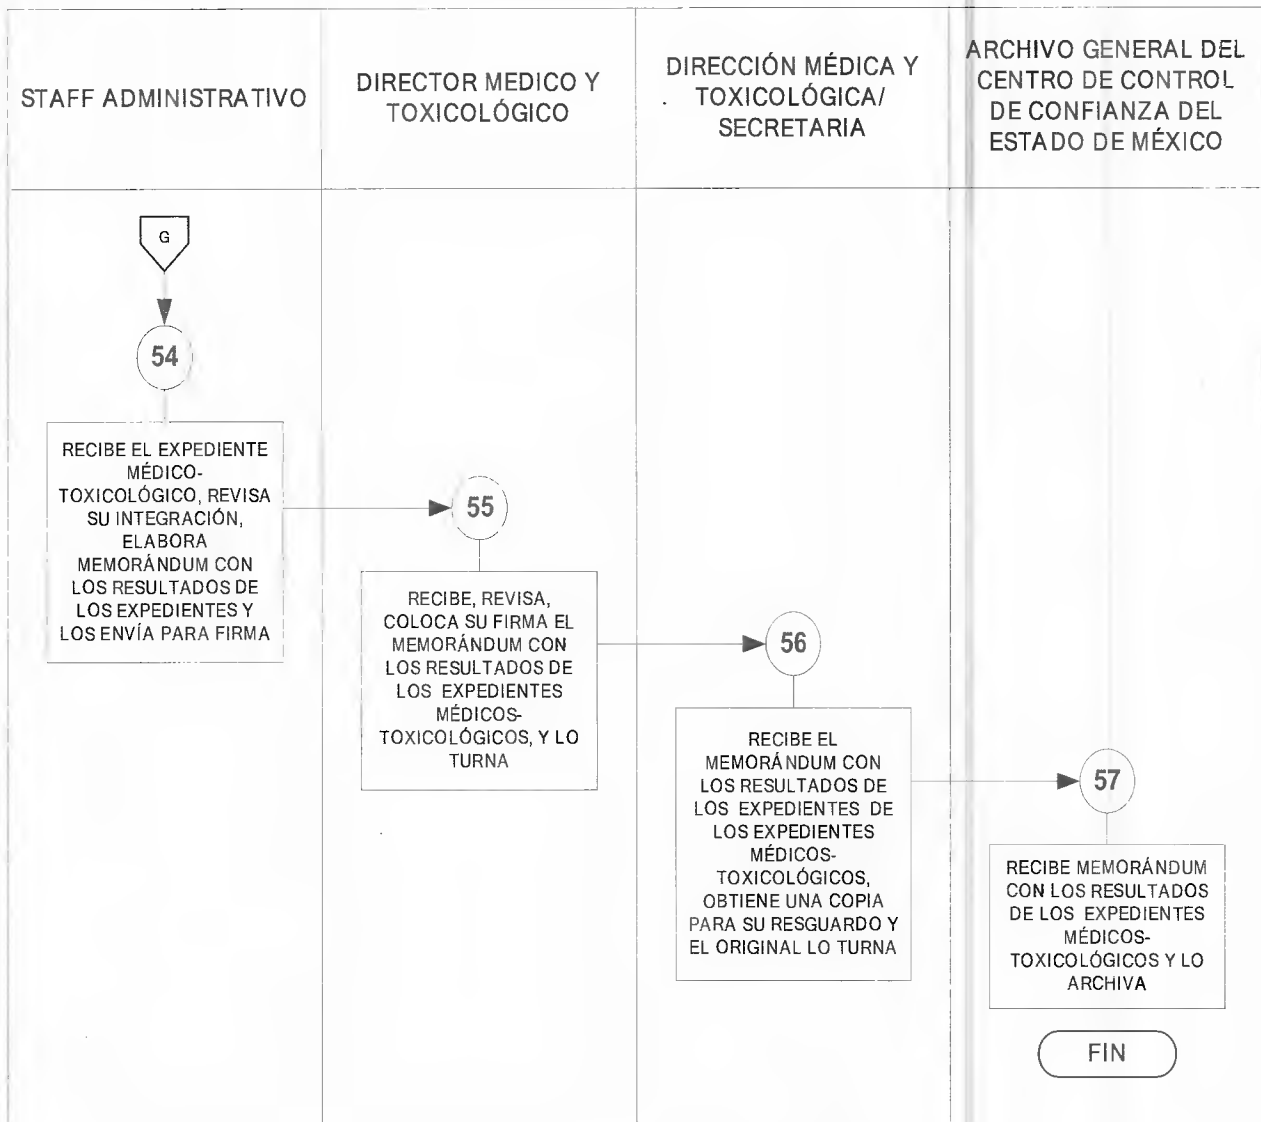 STAFF ADMINISTRATIVO
DIRECTOR MEDICO Y
TOXICOLÓGICO
DIRECCIÓN MÉDICA Y
TOXICOLÓGICA/
SECRETARIA
ARCHIVO GENERAL DEL
CENTRO DE CONTROL
DE CONFIANZA DEL
ESTADO DE MÉXICO
G
54
RECIBE EL EXPEDIENTE
MÉDICO-
TOXICOLÓGICO, REVISA
SU INTEGRACIÓN,
ELABORA
MEMORÁNDUM CON
LOS RESULTADOS DE
LOS EXPEDIENTES Y
LOS ENVÍA PARA FIRMA
55
RECIBE, REVISA,
COLOCA SU FIRMA EL
MEMORÁNDUM CON
LOS RESULTADOS DE
LOS EXPEDIENTES
MÉDICOS-
TOXICOLÓGICOS, Y LO
TURNA
56
RECIBE EL
MEMORÁNDUM CON
LOS RESULTADOS DE
LOS EXPEDIENTES DE
LOS EXPEDIENTES
MÉDICOS-
TOXICOLÓGICOS,
OBTIENE UNA COPIA
PARA SU RESGUARDO Y
EL ORIGINAL LO TURNA
57
RECIBE MEMORÁNDUM
CON LOS RESULTADOS
DE LOS EXPEDIENTES
MÉDICOS-
TOXICOLÓGICOS Y LO
ARCHIVA
FIN